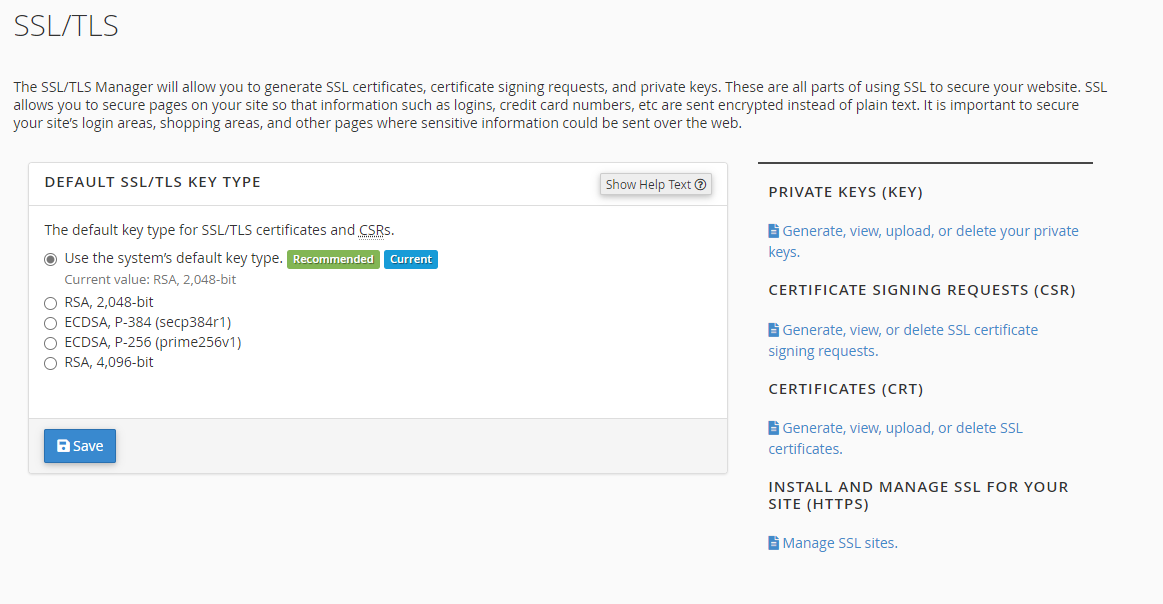 SSL/TLS
The SSL/TLS Manager will allow you to generate SSL certificates, certificate signing requests, and private keys. These are all parts of using SSL to secure your website. SSL
allows you to secure pages on your site so that information such as logins, credit card numbers, etc are sent encrypted instead of plain text. It is important to secure
your site’s login areas, shopping areas, and other pages where sensitive information could be sent over the web.
DEFAULT SSL/TLS KEY TYPE
Show Help Text
The default key type for SSL/TLS certificates and CSRs.
Use the system’s default key type. Recommended Current
Current value: RSA, 2,048-bit
RSA, 2,048-bit
ECDSA, P-384 (secp384r1)
ECDSA, P-256 (prime256v1)
RSA, 4,096-bit
Save
PRIVATE KEYS (KEY)
Generate, view, upload, or delete your private
keys.
CERTIFICATE SIGNING REQUESTS (CSR)
Generate, view, or delete SSL certificate
signing requests.
CERTIFICATES (CRT)
Generate, view, upload, or delete SSL
certificates.
INSTALL AND MANAGE SSL FOR YOUR
SITE (HTTPS)
Manage SSL sites.